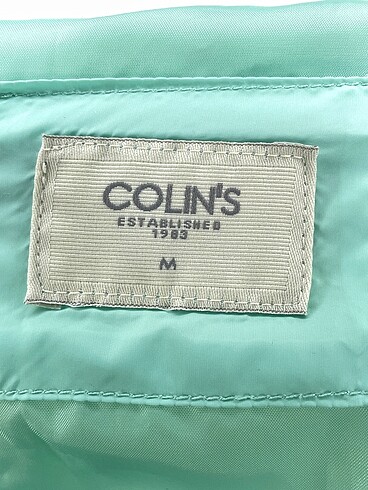 COLIN'S
ESTABLISHED
1983
M